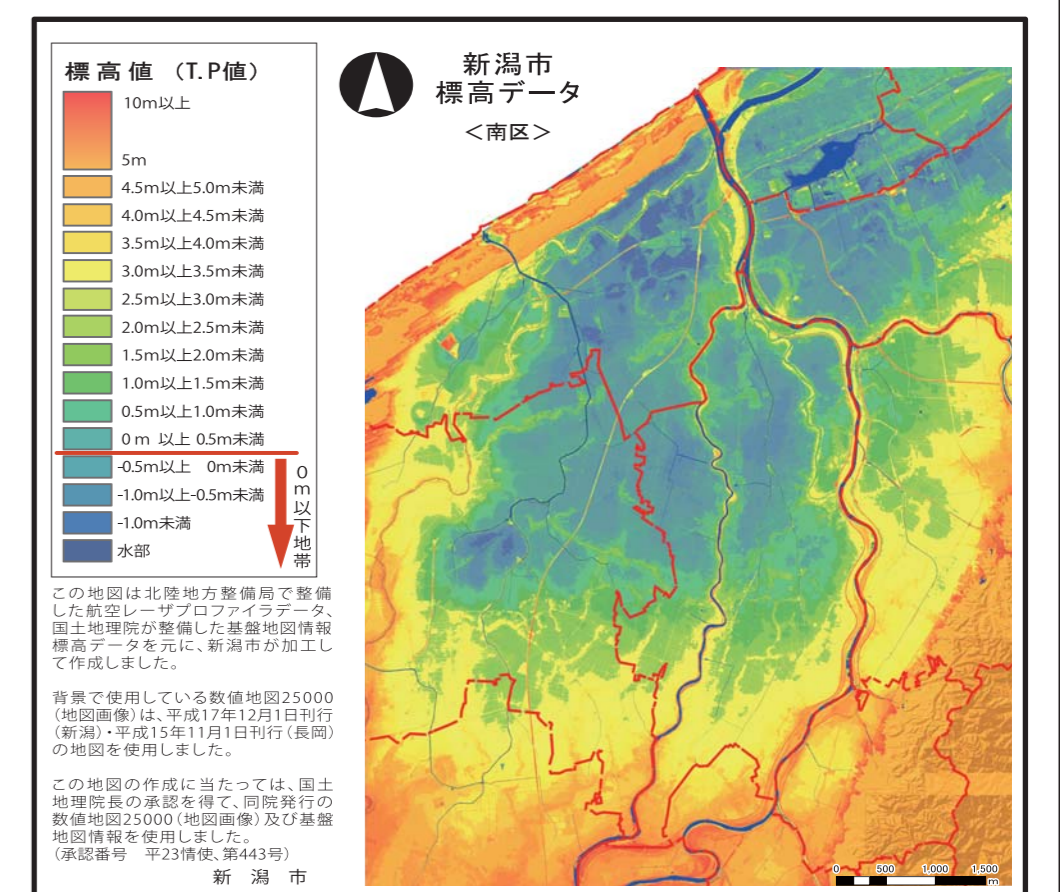 標高値 （T.P値）
10m以上
5m
4.5m以上5.0m未満
4.0m以上4.5m未満
3.5m以上4.0m未満
3.0m以上3.5m未満
2.5m以上3.0m未満
2.0m以上2.5m未満
1.5m以上2.0m未満
1.0m以上1.5m未満
0.5m以上1.0m未満
0m 以上 0.5m未満
-0.5m以上 0m未満
-1.0m以上-0.5m未満
-1.0m未満
水部
0m以下地帯
新潟市
標高データ
＜南区＞
この地図は北陸地方整備局で整備
した航空レーザプロファイラデータ、
国土地理院が整備した基盤地図情報
標高データを元に、新潟市が加工し
て作成しました。
背景で使用している数値地図25000
（地図画像）は、平成17年12月1日刊行
（新潟）・平成15年11月1日刊行（長岡）
の地図を使用しました。
この地図の作成に当たっては、国土
地理院長の承認を得て、同院発行の
数値地図25000（地図画像）及び基盤
地図情報を使用しました。
（承認番号 平23情使、第443号）
新 潟 市
0 500 1,000 1,500
m